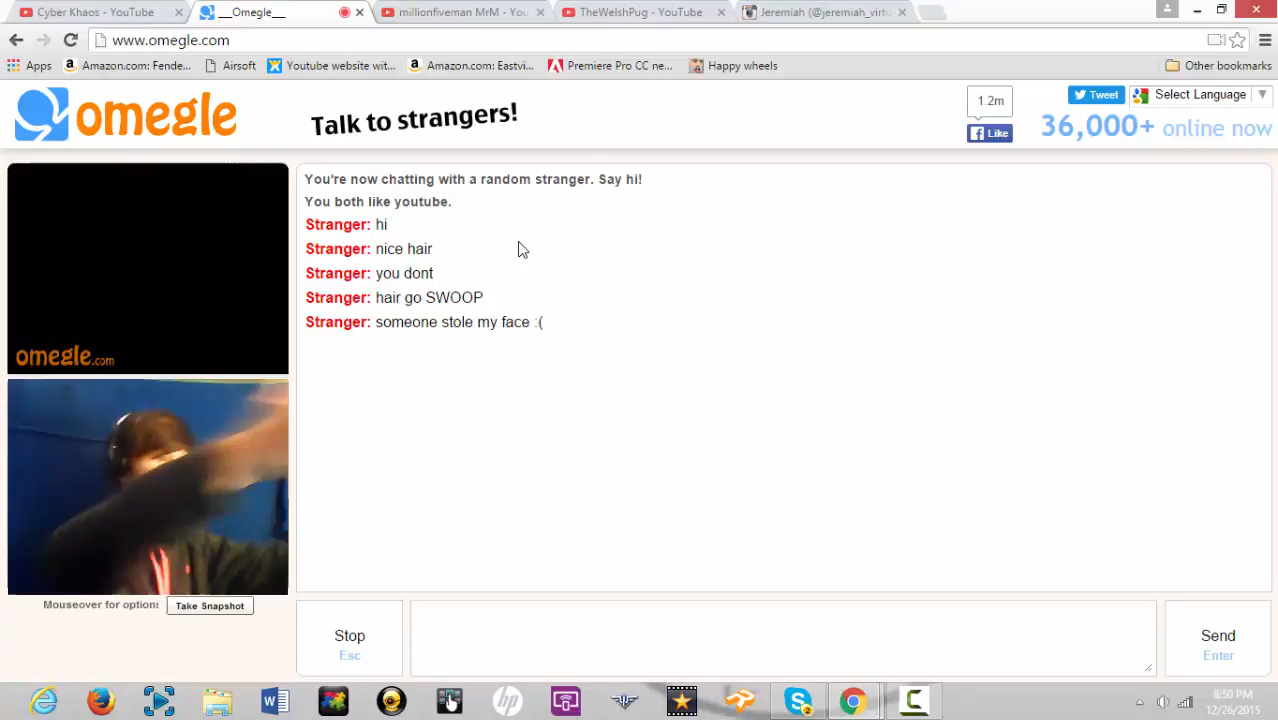 Cyber Khaos - YouTube
__Omegle__
millionfiveman MrM - You
TheWelshPug - YouTube
Jeremiah (@jeremiah_virtu
www.omegle.com
Apps
Amazon.com: Fende...
Airsoft
Youtube website wit...
Amazon.com: Eastvi...
Premiere Pro CC ne...
Happy wheels
Other bookmarks
omegle
Talk to strangers!
1.2m
Like
Tweet
Select Language
36,000+ online now
You're now chatting with a random stranger. Say hi!
You both like youtube.
Stranger: hi
Stranger: nice hair
Stranger: you dont
Stranger: hair go SWOOP
Stranger: someone stole my face :(
omegle.com
Mouseover for options
Take Snapshot
Stop
Esc
Send
Enter
hp
W
2
8:50 PM
12/26/2015